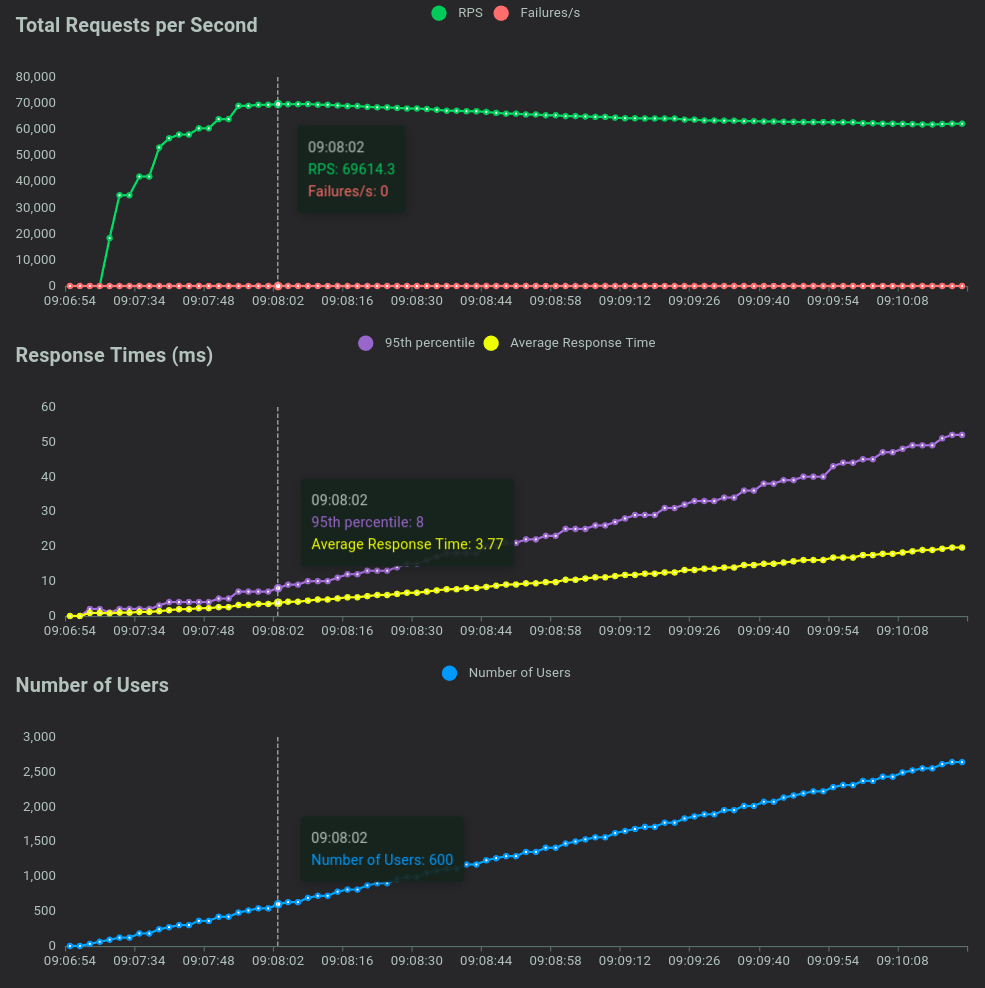 Total Requests per Second
RPS Failures/s
80,000
70,000
60,000
50,000
40,000
30,000
20,000
10,000
0
09:08:02
RPS: 69614.3
Failures/s: 0
09:06:54 09:07:34 09:07:48 09:08:02 09:08:16 09:08:30 09:08:44 09:08:58 09:09:12 09:09:26 09:09:40 09:09:54 09:10:08
Response Times (ms)
95th percentile Average Response Time
60
50
40
30
20
10
0
09:08:02
95th percentile: 8
Average Response Time: 3.77
09:06:54 09:07:34 09:07:48 09:08:02 09:08:16 09:08:30 09:08:44 09:08:58 09:09:12 09:09:26 09:09:40 09:09:54 09:10:08
Number of Users
Number of Users
3,000
2,500
2,000
1,500
1,000
500
0
09:08:02
Number of Users: 600
09:06:54 09:07:34 09:07:48 09:08:02 09:08:16 09:08:30 09:08:44 09:08:58 09:09:12 09:09:26 09:09:40 09:09:54 09:10:08